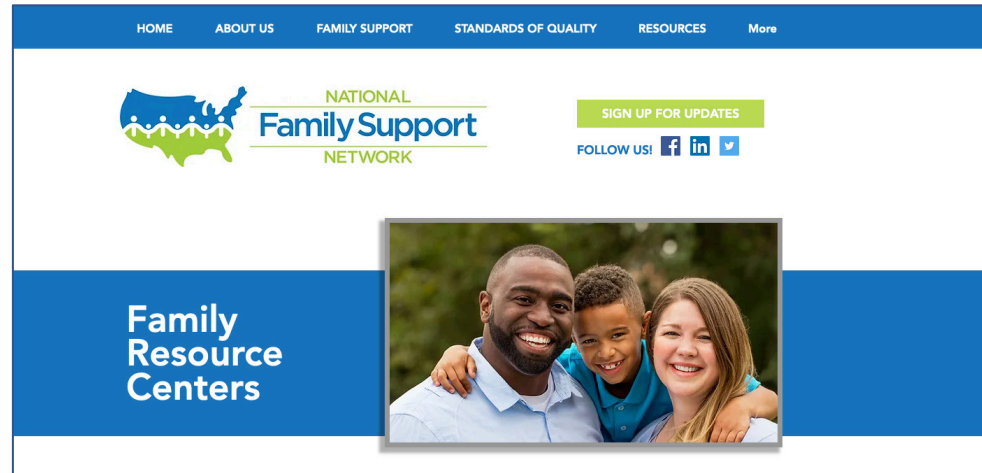 HOME ABOUT US FAMILY SUPPORT STANDARDS OF QUALITY RESOURCES More
NATIONAL
Family Support
NETWORK
SIGN UP FOR UPDATES
FOLLOW US! f in
Family
Resource
Centers